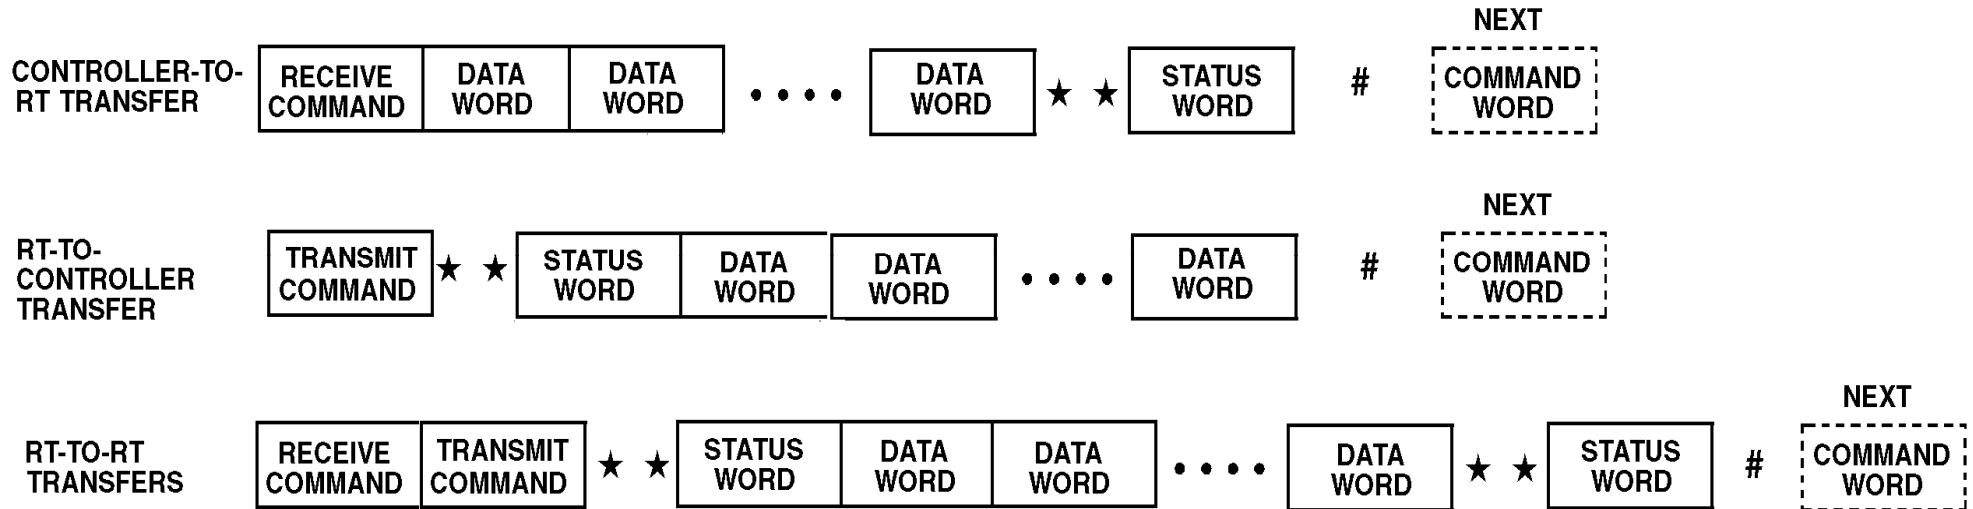 NEXT
CONTROLLER-TO-
RT TRANSFER
RECEIVE
COMMAND
DATA
WORD
DATA
WORD
DATA
WORD
★ ★
STATUS
WORD
#
COMMAND
WORD
NEXT
RT-TO-
CONTROLLER
TRANSFER
TRANSMIT
COMMAND
★ ★
STATUS
WORD
DATA
WORD
DATA
WORD
DATA
WORD
#
COMMAND
WORD
NEXT
RT-TO-RT
TRANSFERS
RECEIVE
COMMAND
TRANSMIT
COMMAND
★ ★
STATUS
WORD
DATA
WORD
DATA
WORD
DATA
WORD
★ ★
STATUS
WORD
#
COMMAND
WORD